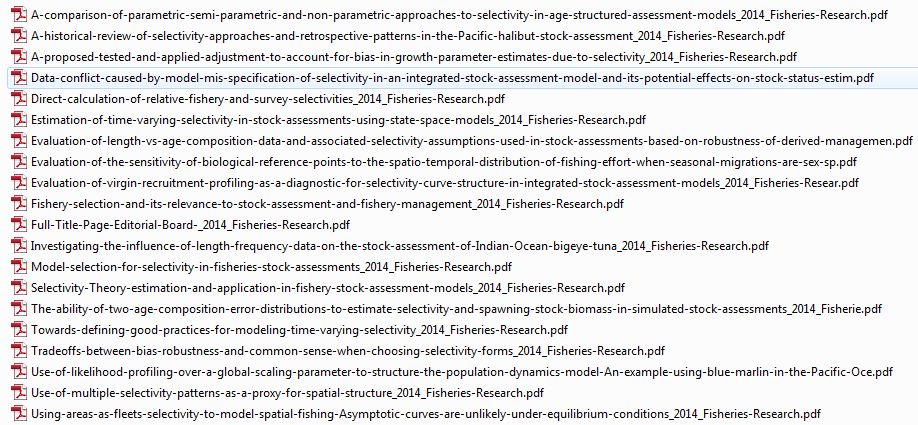 A-comparison-of-parametric-semi-parametric-and-non-parametric-approaches-to-selectivity-in-age-structured-assessment-models_2014_Fisheries-Research.pdf
A-historical-review-of-selectivity-approaches-and-retrospective-patterns-in-the-Pacific-halibut-stock-assessment_2014_Fisheries-Research.pdf
A-proposed-tested-and-applied-adjustment-to-account-for-bias-in-growth-parameter-estimates-due-to-selectivity_2014_Fisheries-Research.pdf
Data-conflict-caused-by-model-mis-specification-of-selectivity-in-an-integrated-stock-assessment-model-and-its-potential-effects-on-stock-status-estim.pdf
Direct-calculation-of-relative-fishery-and-survey-selectivities_2014_Fisheries-Research.pdf
Estimation-of-time-varying-selectivity-in-stock-assessments-using-state-space-models_2014_Fisheries-Research.pdf
Evaluation-of-length-vs-age-composition-data-and-associated-selectivity-assumptions-used-in-stock-assessments-based-on-robustness-of-derived-managemen.pdf
Evaluation-of-the-sensitivity-of-biological-reference-points-to-the-spatio-temporal-distribution-of-fishing-effort-when-seasonal-migrations-are-sex-sp.pdf
Evaluation-of-virgin-recruitment-profiling-as-a-diagnostic-for-selectivity-curve-structure-in-integrated-stock-assessment-models_2014_Fisheries-Resear.pdf
Fishery-selection-and-its-relevance-to-stock-assessment-and-fishery-management_2014_Fisheries-Research.pdf
Full-Title-Page-Editorial-Board-_2014_Fisheries-Research.pdf
Investigating-the-influence-of-length-frequency-data-on-the-stock-assessment-of-Indian-Ocean-bigeye-tuna_2014_Fisheries-Research.pdf
Model-selection-for-selectivity-in-fisheries-stock-assessments_2014_Fisheries-Research.pdf
Selectivity-Theory-estimation-and-application-in-fishery-stock-assessment-models_2014_Fisheries-Research.pdf
The-ability-of-two-age-composition-error-distributions-to-estimate-selectivity-and-spawning-stock-biomass-in-simulated-stock-assessments_2014_Fisherie.pdf
Towards-defining-good-practices-for-modeling-time-varying-selectivity_2014_Fisheries-Research.pdf
Tradeoffs-between-bias-robustness-and-common-sense-when-choosing-selectivity-forms_2014_Fisheries-Research.pdf
Use-of-likelihood-profiling-over-a-global-scaling-parameter-to-structure-the-population-dynamics-model-An-example-using-blue-marlin-in-the-Pacific-Oce.pdf
Use-of-multiple-selectivity-patterns-as-a-proxy-for-spatial-structure_2014_Fisheries-Research.pdf
Using-areas-as-fleets-selectivity-to-model-spatial-fishing-Asymptotic-curves-are-unlikely-under-equilibrium-conditions_2014_Fisheries-Research.pdf